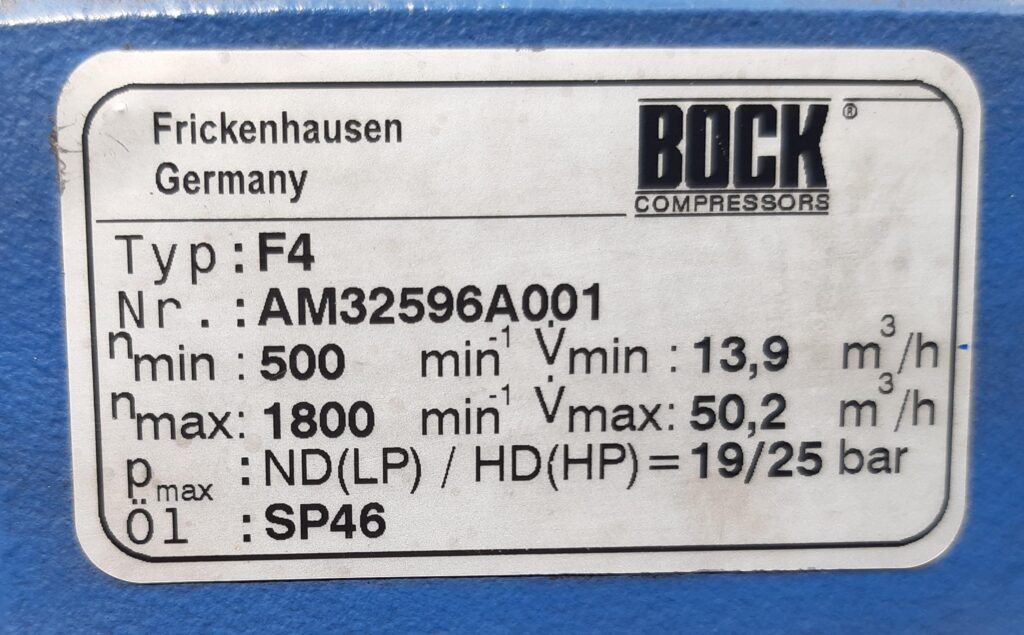 Frickenhausen
Germany
BOCK®
COMPRESSORS
Typ : F4
Nr. : AM32596A001
nmin : 500 min⁻¹ V̇min : 13,9 m³/h
nmax : 1800 min⁻¹ V̇max : 50,2 m³/h
pmax : ND(LP) / HD(HP) = 19/25 bar
Öl : SP46